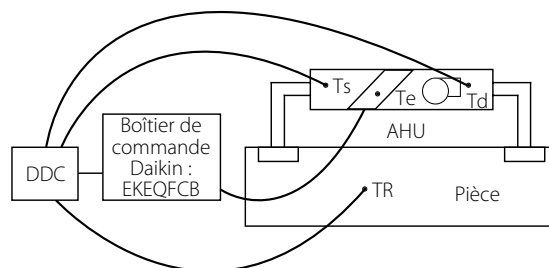 Ts
Te
Td
AHU
Boîtier de
commande
Daikin :
EKEQFCB
DDC
TR
Pièce